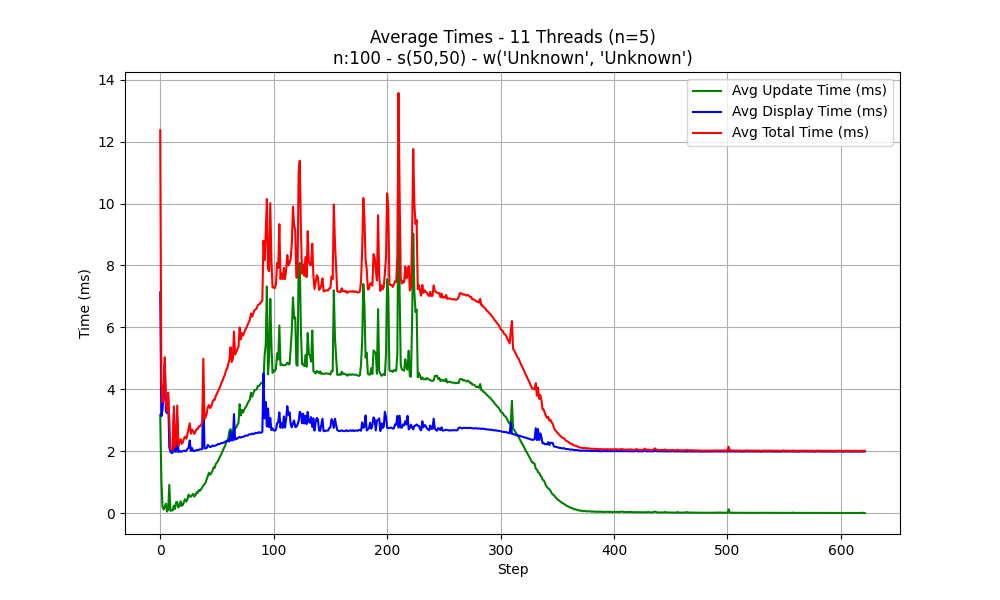 Average Times - 11 Threads (n=5)
n:100 - s(50,50) - w('Unknown', 'Unknown')
Avg Update Time (ms)
Avg Display Time (ms)
Avg Total Time (ms)
Time (ms)
14
12
10
8
6
4
2
0
0 100 200 300 400 500 600
Step